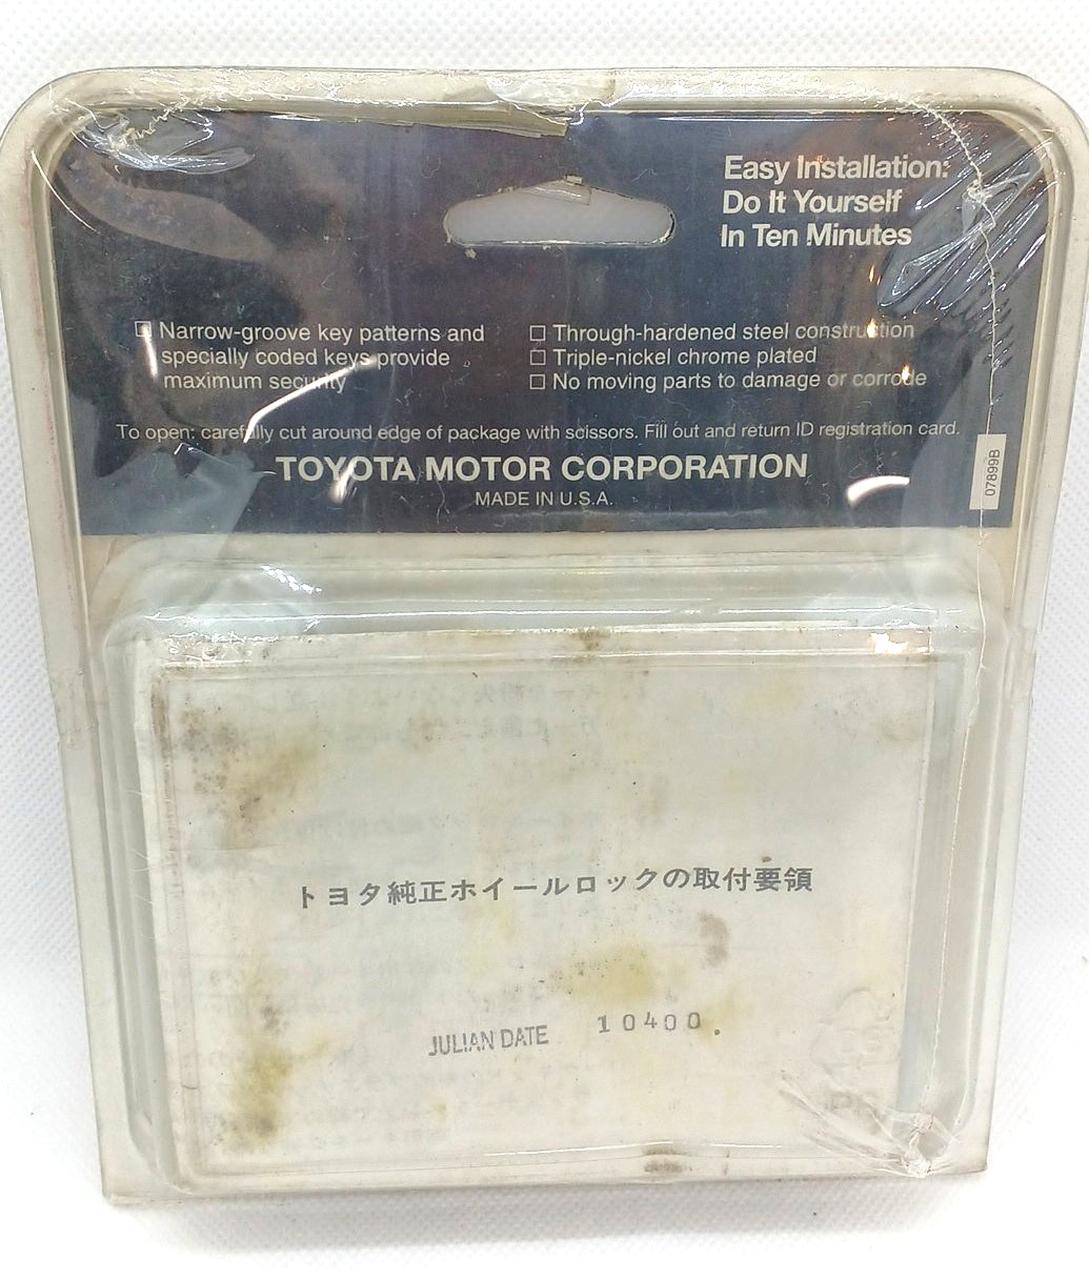 Easy Installation:
Do It Yourself
In Ten Minutes
☐ Narrow-groove key patterns and
specially coded keys provide
maximum security
☐ Through-hardened steel construction
☐ Triple-nickel chrome plated
☐ No moving parts to damage or corrode
To open: carefully cut around edge of package with scissors. Fill out and return ID registration card.
TOYOTA MOTOR CORPORATION
MADE IN U.S.A.
07899B
トヨタ純正ホイールロックの取付要領
JULIAN DATE 10400.